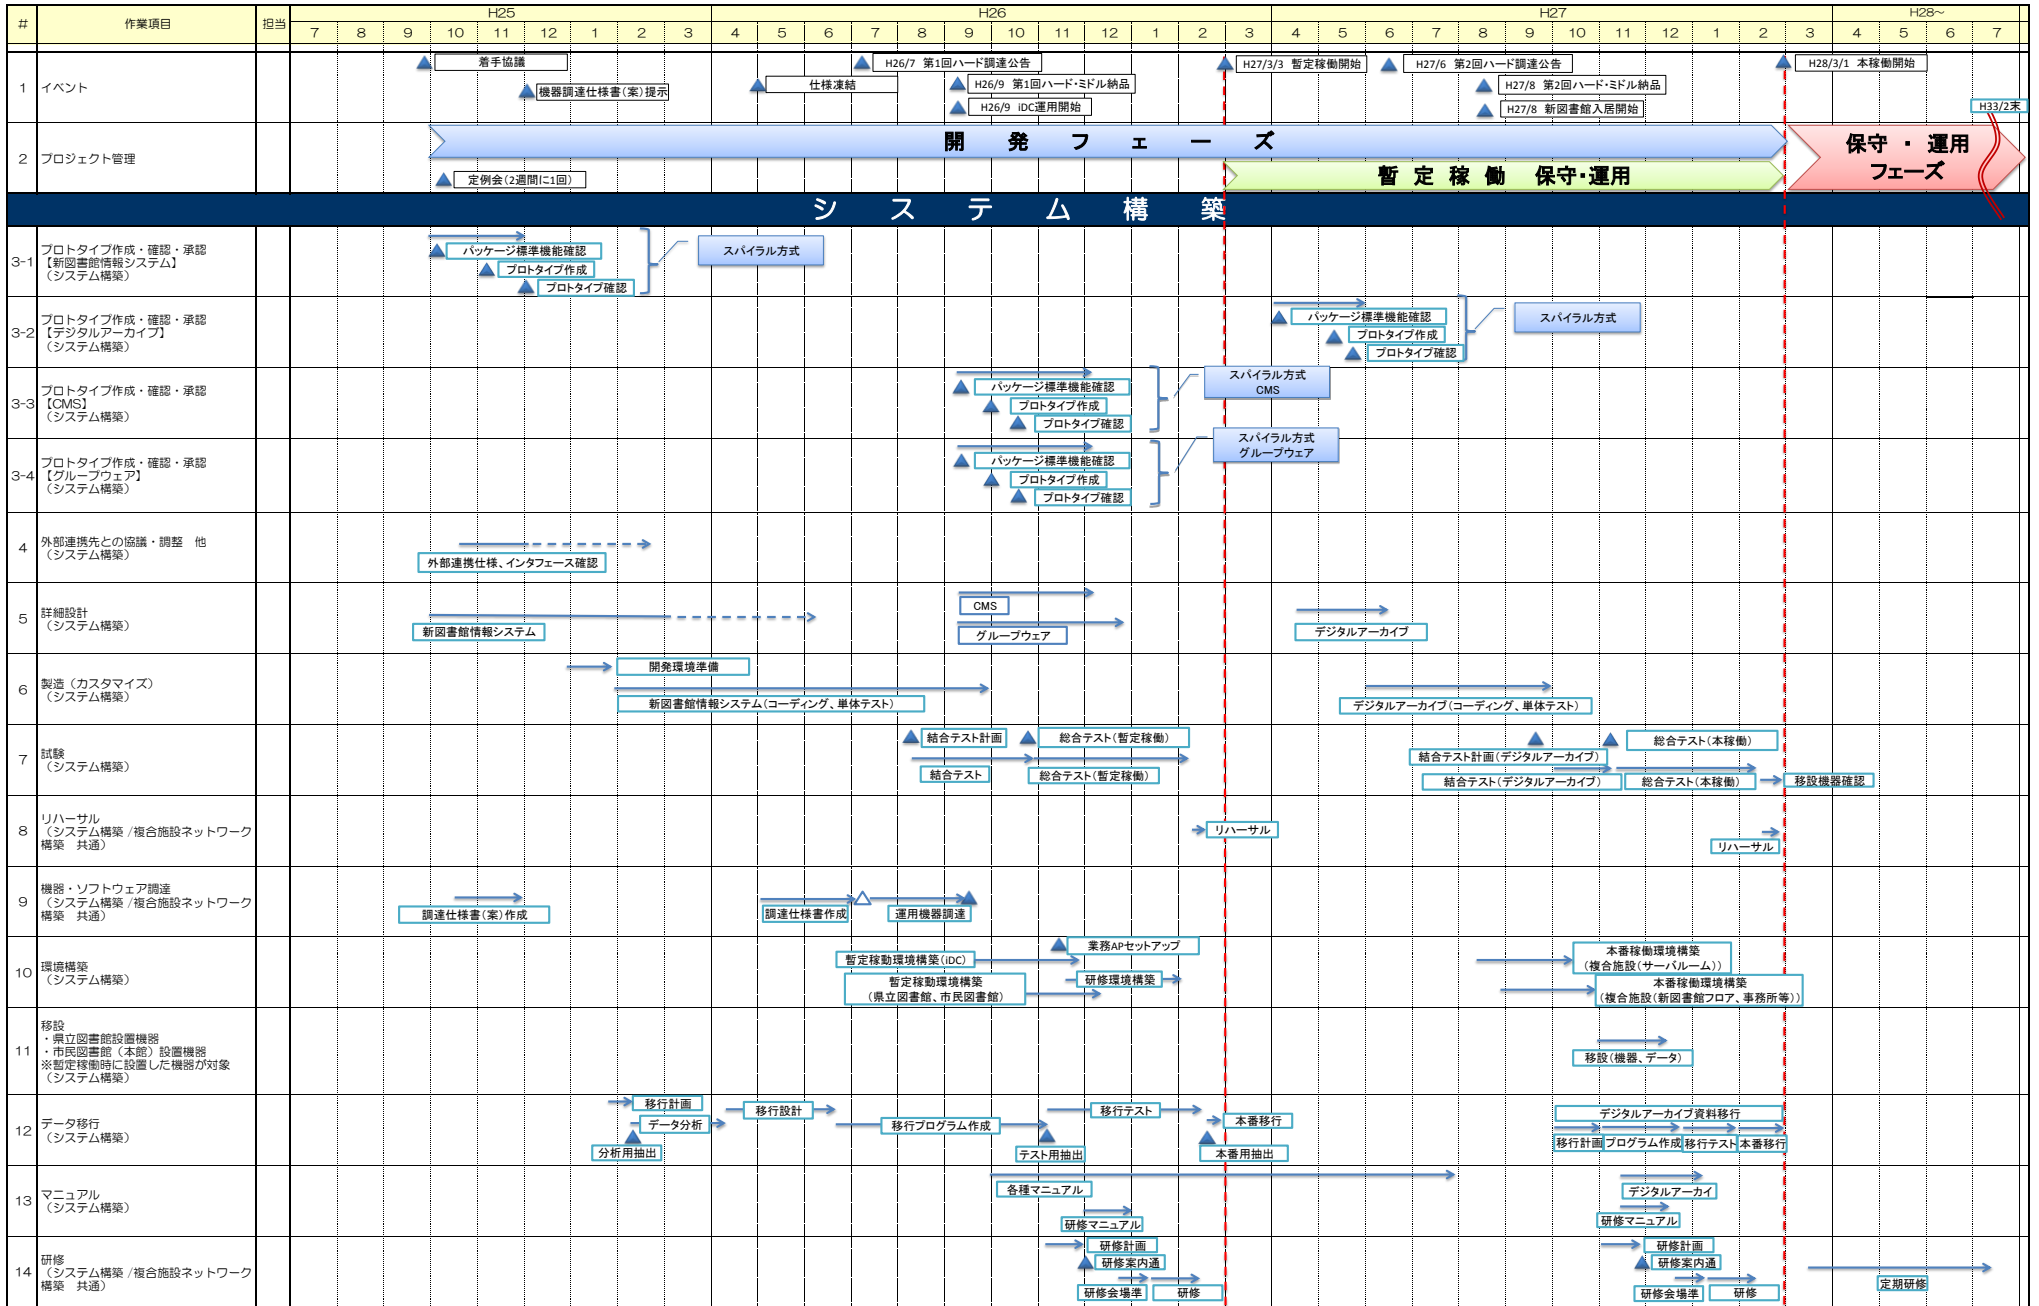 # 作業項目 担当 H25 H26 H27 H28～
7 8 9 10 11 12 1 2 3 4 5 6 7 8 9 10 11 12 1 2 3 4 5 6 7 8 9 10 11 12 1 2 3 4 5 6 7
1 イベント
着手協議
機器調達仕様書(案)提示
仕様凍結
H26/7 第1回ハード調達公告
H26/9 第1回ハード・ミドル納品
H26/9 iDC運用開始
H27/3/3 暫定稼働開始
H27/6 第2回ハード調達公告
H27/8 第2回ハード・ミドル納品
H27/8 新図書館入居開始
H28/3/1 本稼働開始
H33/2末
2 プロジェクト管理
開発フェーズ
定例会(2週間に1回)
暫定稼働 保守・運用
保守・運用
フェーズ
システム構築
3-1 プロトタイプ作成・確認・承認
【新図書館情報システム】
（システム構築）
パッケージ標準機能確認
プロトタイプ作成
プロトタイプ確認
スパイラル方式
3-2 プロトタイプ作成・確認・承認
【デジタルアーカイブ】
（システム構築）
パッケージ標準機能確認
プロトタイプ作成
プロトタイプ確認
スパイラル方式
3-3 プロトタイプ作成・確認・承認
【CMS】
（システム構築）
パッケージ標準機能確認
プロトタイプ作成
プロトタイプ確認
スパイラル方式
CMS
3-4 プロトタイプ作成・確認・承認
【グループウェア】
（システム構築）
パッケージ標準機能確認
プロトタイプ作成
プロトタイプ確認
スパイラル方式
グループウェア
4 外部連携先との協議・調整　他
（システム構築）
外部連携仕様、インタフェース確認
5 詳細設計
（システム構築）
新図書館情報システム
CMS
グループウェア
デジタルアーカイブ
6 製造（カスタマイズ）
（システム構築）
開発環境準備
新図書館情報システム(コーディング、単体テスト)
デジタルアーカイブ(コーディング、単体テスト)
7 試験
（システム構築）
結合テスト計画
総合テスト(暫定稼働)
結合テスト
総合テスト(暫定稼働)
結合テスト計画(デジタルアーカイブ)
総合テスト(本稼働)
結合テスト(デジタルアーカイブ)
総合テスト(本稼働)
移設機器確認
8 リハーサル
（システム構築 /複合施設ネットワーク
構築　共通）
リハーサル
リハーサル
9 機器・ソフトウェア調達
（システム構築 /複合施設ネットワーク
構築　共通）
調達仕様書(案)作成
調達仕様書作成
運用機器調達
10 環境構築
（システム構築）
業務APセットアップ
暫定稼動環境構築(iDC)
研修環境構築
暫定稼動環境構築
(県立図書館、市民図書館)
本番稼働環境構築
(複合施設(サーバルーム))
本番稼働環境構築
(複合施設(新図書館フロア、事務所等))
11 移設
・県立図書館設置機器
・市民図書館（本館）設置機器
※暫定稼働時に設置した機器が対象
（システム構築）
移設(機器、データ)
12 データ移行
（システム構築）
移行計画
データ分析
分析用抽出
移行設計
移行プログラム作成
移行テスト
テスト用抽出
本番移行
本番用抽出
デジタルアーカイブ資料移行
移行計画 プログラム作成 移行テスト 本番移行
13 マニュアル
（システム構築）
各種マニュアル
研修マニュアル
デジタルアーカイ
研修マニュアル
14 研修
（システム構築 /複合施設ネットワーク
構築　共通）
研修計画
研修案内通
研修会場準
研修
研修計画
研修案内通
研修会場準
研修
定期研修